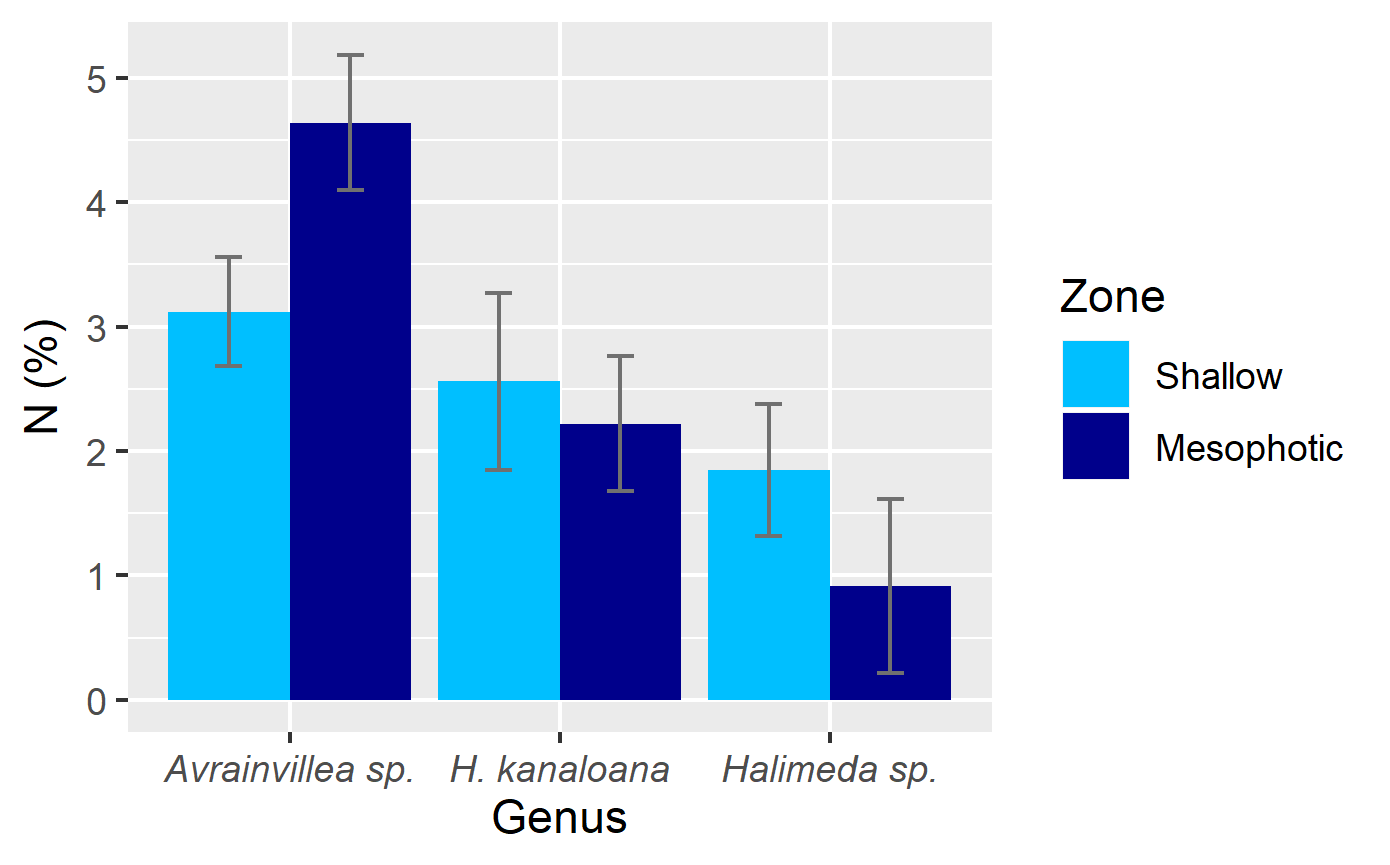 5
4
3
2
1
0
N (%)
Avrainvillea sp.
H. kanaloana
Halimeda sp.
Genus
Zone
Shallow
Mesophotic